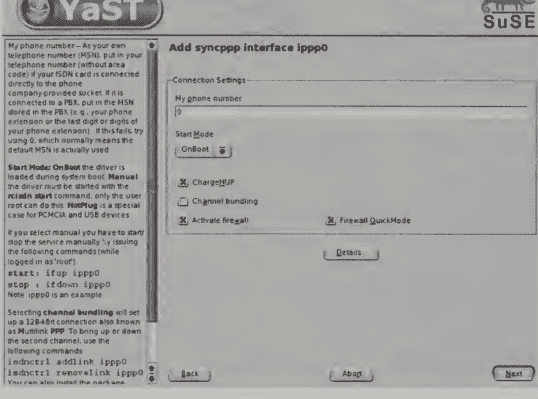 YaST
SuSE
My phone number – As your own
telephone number (MSN), put in your
telephone number (without area
code) if your ISDN card is connected
directly to the phone
company-provided socket. If it is
connected to a PBX, put in the MSN
stored in the PBX (e.g., your phone
extension or the last digit or digits of
your phone extension). If this fails, try
using 0, which normally means the
default MSN is actually used.
Start Mode: OnBoot the driver is
loaded during system boot. Manual
the driver must be started with the
rcisdn start command, only the user
root can do this. HotPlug is a special
case for PCMCIA and USB devices
If you select manual you have to start/
stop the service manually by issuing
the following commands (while
logged in as 'root').
start: ifup ippp0
stop : ifdown ippp0
Note: ippp0 is an example
Selecting channel bundling will set
up a 128-kBit connection also known
as Multilink PPP. To bring up or down
the second channel, use the
following commands
isdnctrl addlink ippp0
isdnctrl removelink ippp0
You can also install the package
Add syncppp interface ippp0
Connection Settings
My phone number
0
Start Mode
OnBoot
ChargeHUP
Channel bundling
Activate firewall
Firewall QuickMode
Details
Back
Abort
Next